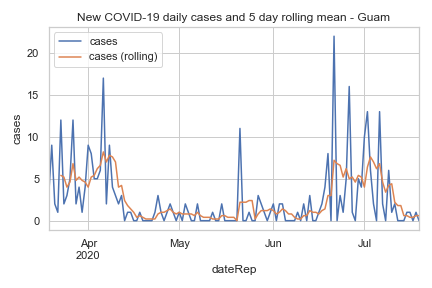 New COVID-19 daily cases and 5 day rolling mean - Guam
cases
cases (rolling)
20
15
10
5
0
cases
Apr
2020
May
Jun
Jul
dateRep